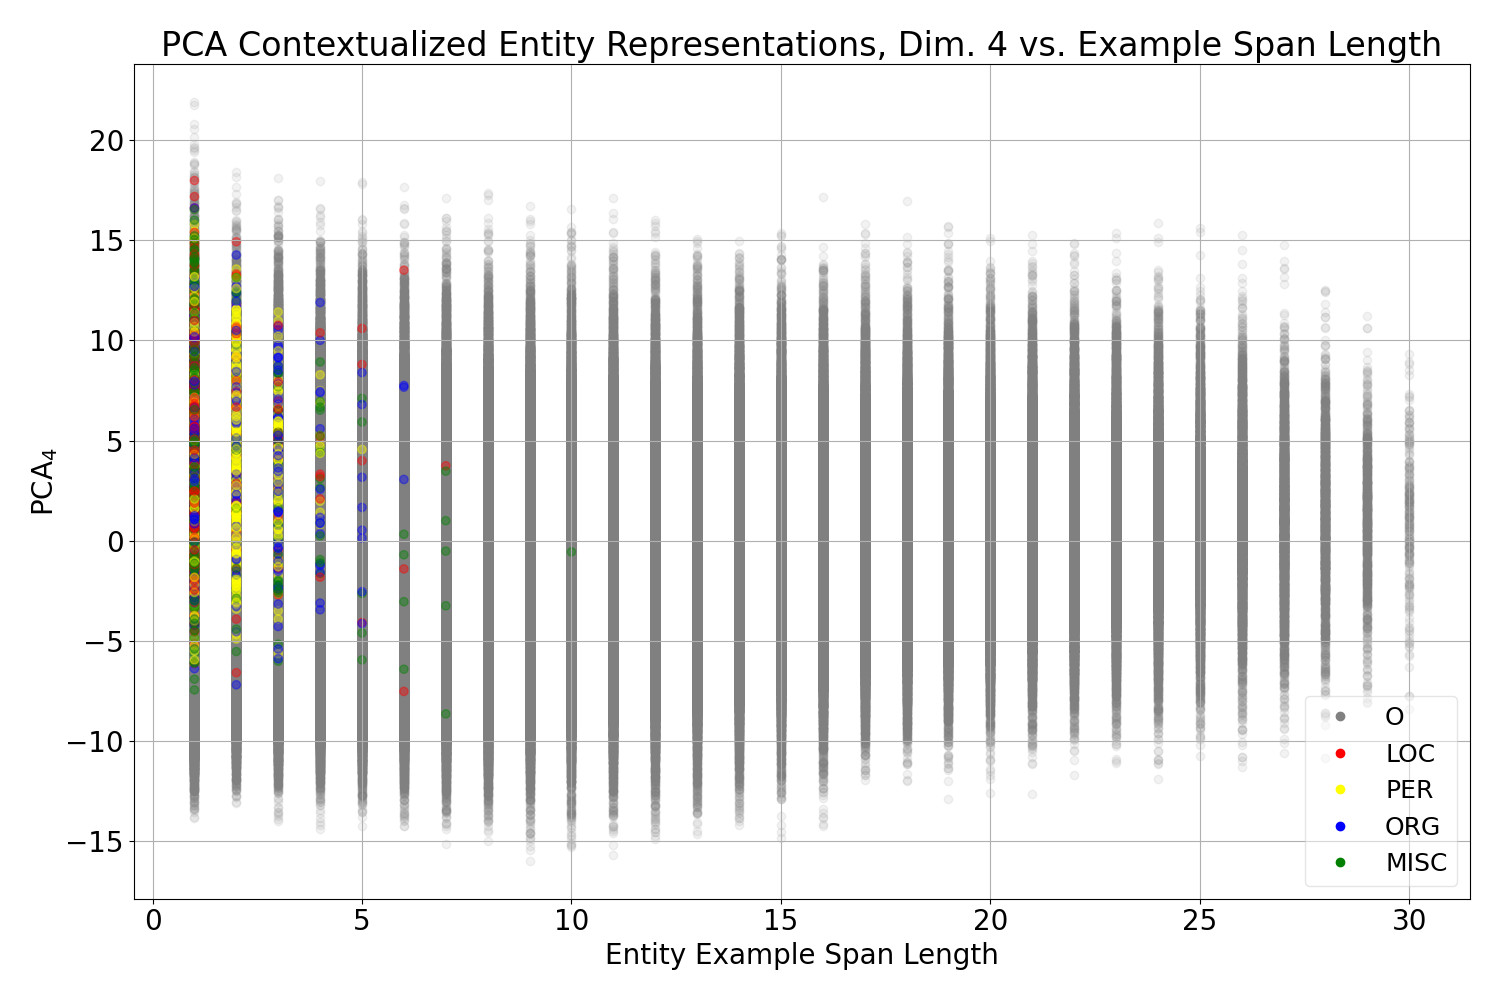 PCA Contextualized Entity Representations, Dim. 4 vs. Example Span Length
PCA₄
20
15
10
5
0
−5
−10
−15
0 5 10 15 20 25 30
Entity Example Span Length
O
LOC
PER
ORG
MISC